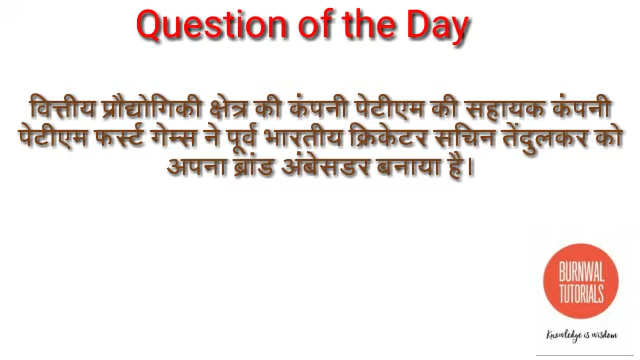 Question of the Day
वित्तीय प्रौद्योगिकी क्षेत्र की कंपनी पेटीएम की सहायक कंपनी
पेटीएम फर्स्ट गेम्स ने पूर्व भारतीय क्रिकेटर सचिन तेंदुलकर को
अपना ब्रांड अंबेसडर बनाया है।
BURNWAL
TUTORIALS
Knowledge is wisdom